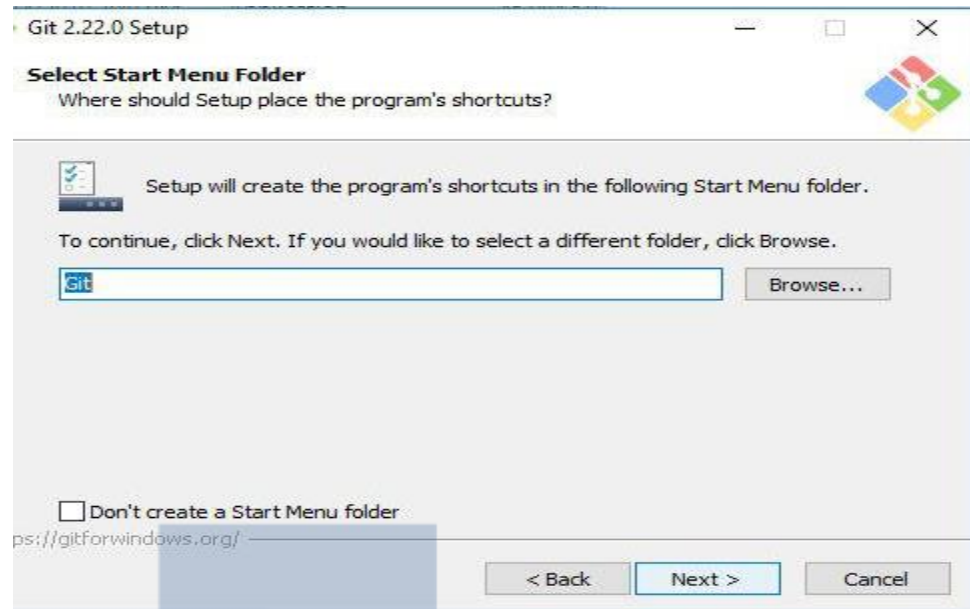 Git 2.22.0 Setup
Select Start Menu Folder
Where should Setup place the program's shortcuts?
Setup will create the program's shortcuts in the following Start Menu folder.
To continue, click Next. If you would like to select a different folder, click Browse.
Git
Browse...
Don't create a Start Menu folder
ps://gitforwindows.org/
< Back
Next >
Cancel